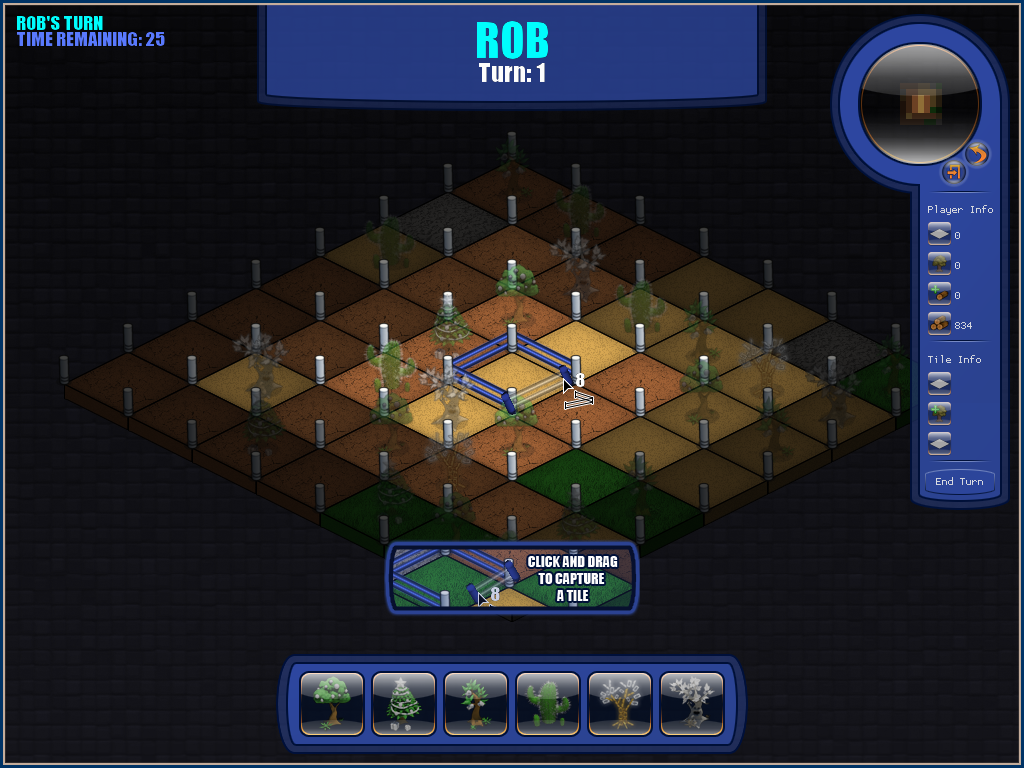 ROB'S TURN
TIME REMAINING: 25
ROB
Turn: 1
Player Info
0
0
0
834
Tile Info
End Turn
8
CLICK AND DRAG
TO CAPTURE
A TILE
8